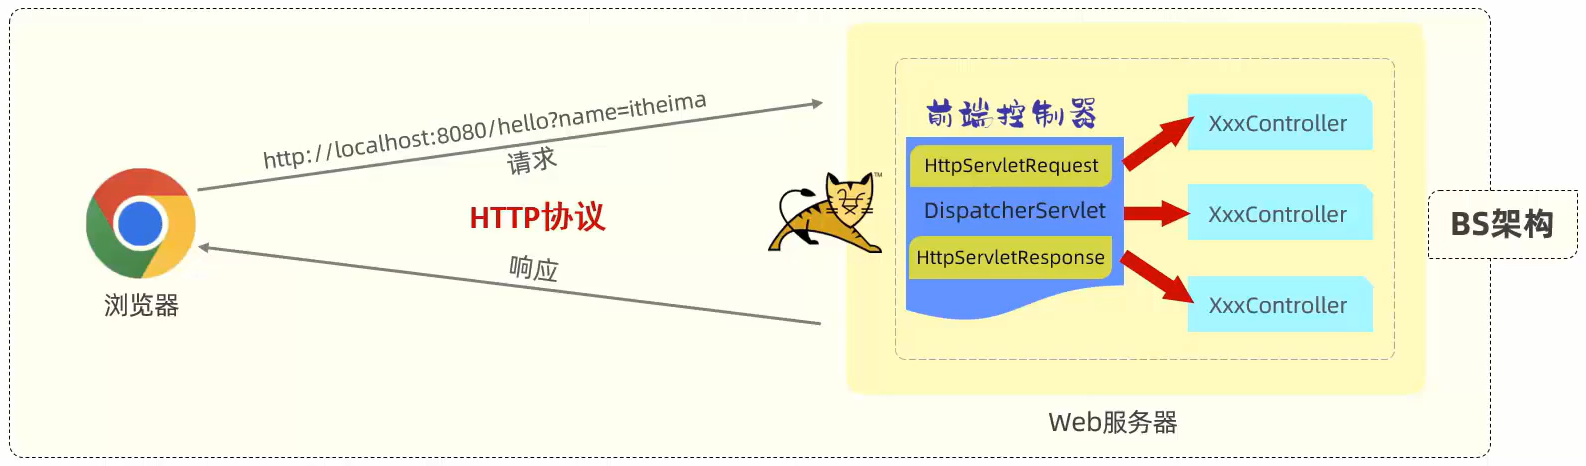 http://localhost:8080/hello?name=itheima
请求
HTTP协议
响应
浏览器
前端控制器
HttpServletRequest
DispatcherServlet
HttpServletResponse
XxxController
XxxController
XxxController
TM
Web服务器
BS架构